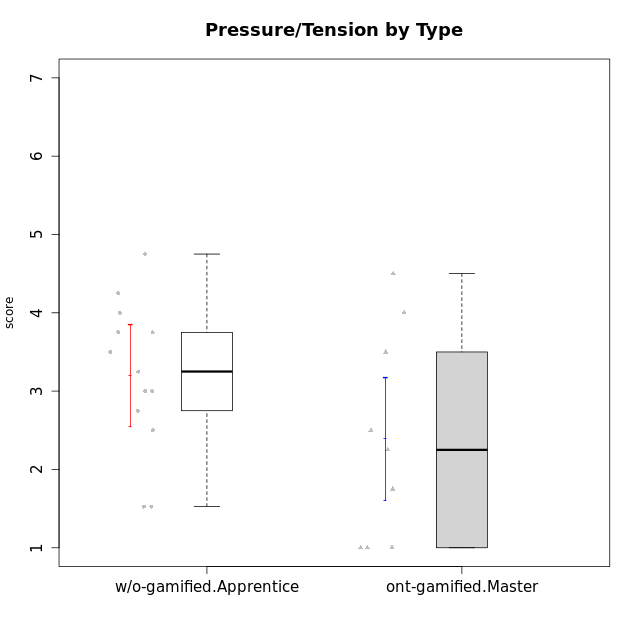 Pressure/Tension by Type
7
6
5
4
3
2
1
score
w/o-gamified.Apprentice
ont-gamified.Master